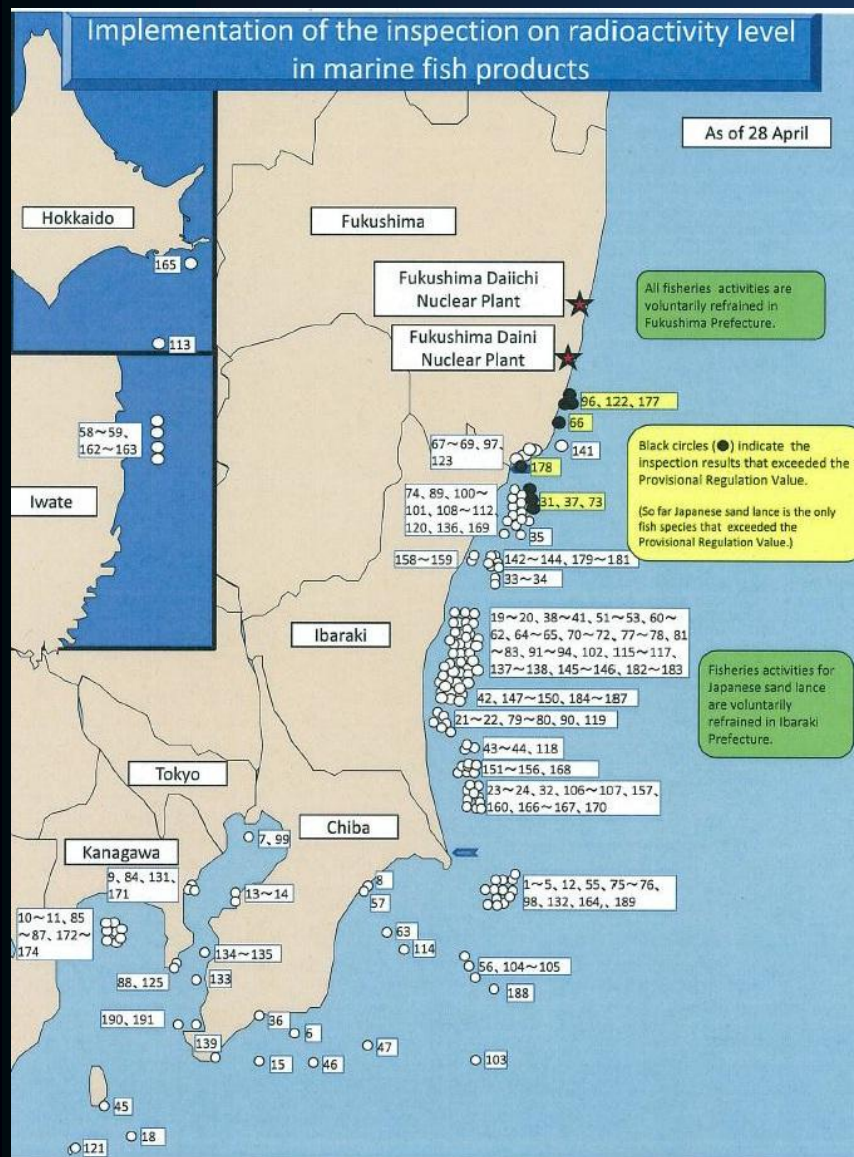 Implementation of the inspection on radioactivity level
in marine fish products
As of 28 April
Hokkaido
165
113
Fukushima
Fukushima Daiichi
Nuclear Plant
Fukushima Daini
Nuclear Plant
All fisheries activities are
voluntarily refrained in
Fukushima Prefecture.
96、122、177
66
58～59、
162～163
Iwate
67～69、97、
123
141
178
Black circles (●) indicate the
inspection results that exceeded the
Provisional Regulation Value.
(So far Japanese sand lance is the only
fish species that exceeded the
Provisional Regulation Value.)
74、89、100～
101、108～112、
120、136、169
31、37、73
35
158～159
142～144、179～181
33～34
Ibaraki
19～20、38～41、51～53、60～
62、64～65、70～72、77～78、81
～83、91～94、102、115～117、
137～138、145～146、182～183
42、147～150、184～187
Fisheries activities for
Japanese sand lance
are voluntarily
refrained in Ibaraki
Prefecture.
21～22、79～80、90、119
43～44、118
151～156、168
23～24、32、106～107、157、
160、166～167、170
Tokyo
Chiba
7、99
Kanagawa
9、84、131、
171
13～14
8
57
1～5、12、55、75～76、
98、132、164,、189
10～11、85
～87、172～
174
63
114
134～135
133
88、125
56、104～105
188
190、191
139
36
6
47
15
46
103
45
18
121